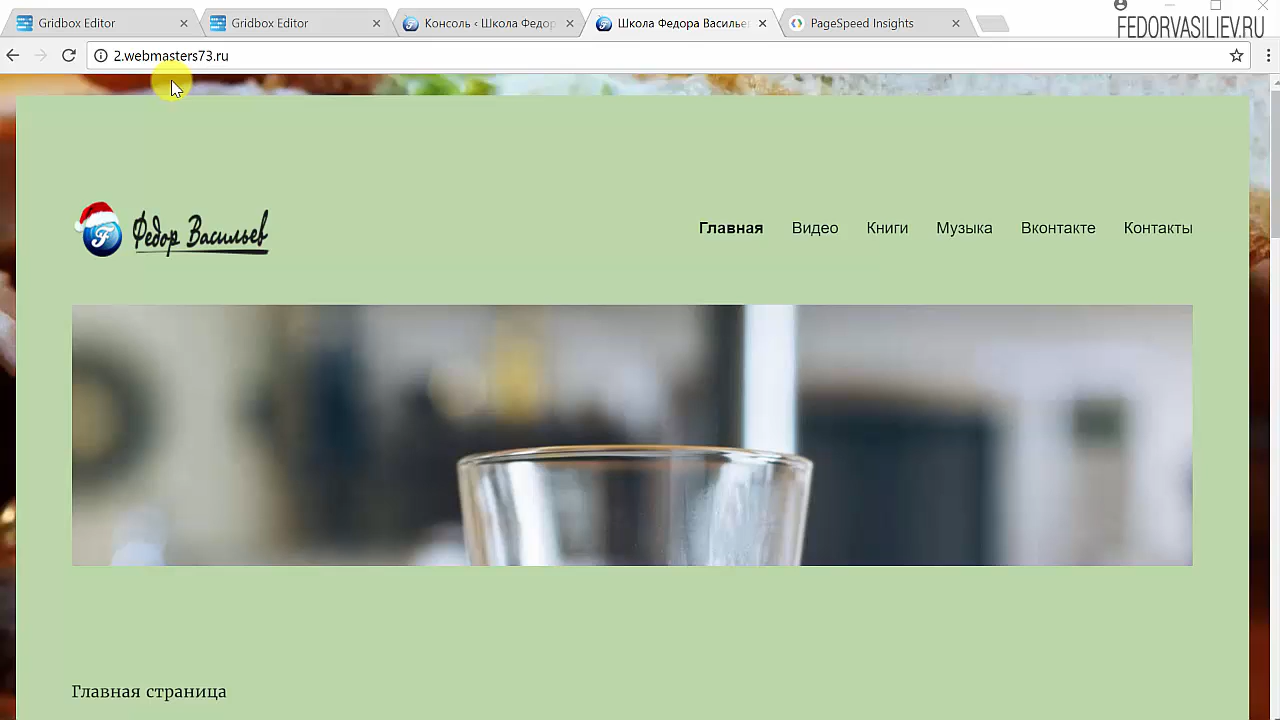 Gridbox Editor
Gridbox Editor
Консоль ‹ Школа Федор
Школа Федора Васильев
PageSpeed Insights
FEDORVASILIEV.RU
2.webmasters73.ru
Федор Васильев
Главная Видео Книги Музыка Вконтакте Контакты
Главная страница